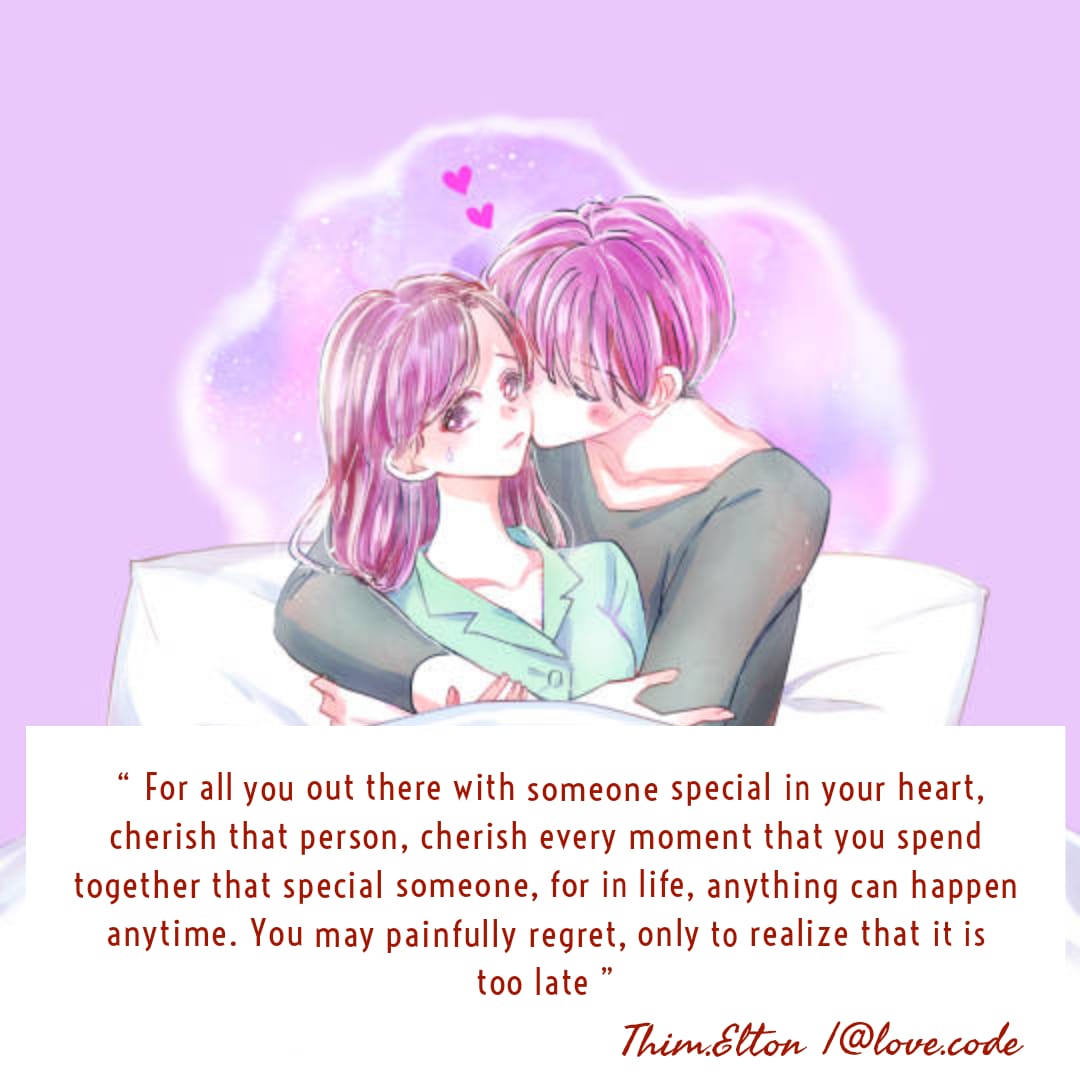 “ For all you out there with someone special in your heart,
cherish that person, cherish every moment that you spend
together that special someone, for in life, anything can happen
anytime. You may painfully regret, only to realize that it is
too late ”
Thim.Elton /@love.code